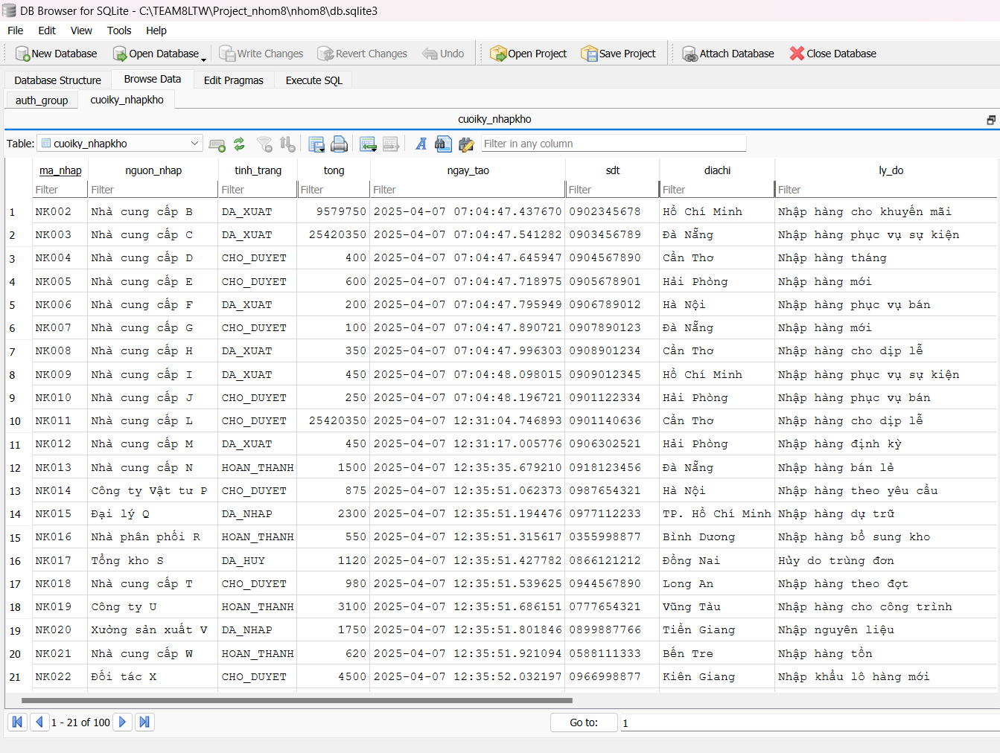 DB Browser for SQLite - C:\TEAM8LTW\Project_nhom8\nhom8\db.sqlite3
File Edit View Tools Help
New Database Open Database Write Changes Revert Changes Undo Open Project Save Project Attach Database Close Database
Database Structure Browse Data Edit Pragmas Execute SQL
auth_group cuoiky_nhapkho
cuoiky_nhapkho
Table: cuoiky_nhapkho Filter in any column
ma_nhap nguon_nhap tinh_trang tong ngay_tao sdt diachi ly_do
Filter Filter Filter Filter Filter Filter Filter Filter
1 NK002 Nhà cung cấp B DA_XUAT 9579750 2025-04-07 07:04:47.437670 0902345678 Hồ Chí Minh Nhập hàng cho khuyến mãi
2 NK003 Nhà cung cấp C DA_XUAT 25420350 2025-04-07 07:04:47.541282 0903456789 Đà Nẵng Nhập hàng phục vụ sự kiện
3 NK004 Nhà cung cấp D CHO_DUYET 400 2025-04-07 07:04:47.645947 0904567890 Cần Thơ Nhập hàng tháng
4 NK005 Nhà cung cấp E CHO_DUYET 600 2025-04-07 07:04:47.718975 0905678901 Hải Phòng Nhập hàng mới
5 NK006 Nhà cung cấp F DA_XUAT 200 2025-04-07 07:04:47.795949 0906789012 Hà Nội Nhập hàng phục vụ bán
6 NK007 Nhà cung cấp G CHO_DUYET 100 2025-04-07 07:04:47.890721 0907890123 Đà Nẵng Nhập hàng mới
7 NK008 Nhà cung cấp H DA_XUAT 350 2025-04-07 07:04:47.996303 0908901234 Cần Thơ Nhập hàng cho dịp lễ
8 NK009 Nhà cung cấp I DA_XUAT 450 2025-04-07 07:04:48.098015 0909012345 Hồ Chí Minh Nhập hàng phục vụ sự kiện
9 NK010 Nhà cung cấp J CHO_DUYET 250 2025-04-07 07:04:48.196721 0901122334 Hải Phòng Nhập hàng phục vụ bán
10 NK011 Nhà cung cấp L CHO_DUYET 25420350 2025-04-07 12:31:04.746893 0901140636 Cần Thơ Nhập hàng cho dịp lễ
11 NK012 Nhà cung cấp M DA_XUAT 450 2025-04-07 12:31:17.005776 0906302521 Hải Phòng Nhập hàng định kỳ
12 NK013 Nhà cung cấp N HOAN_THANH 1500 2025-04-07 12:35:35.679210 0918123456 Đà Nẵng Nhập hàng bán lẻ
13 NK014 Công ty Vật tư P CHO_DUYET 875 2025-04-07 12:35:51.062373 0987654321 Hà Nội Nhập hàng theo yêu cầu
14 NK015 Đại lý Q DA_NHAP 2300 2025-04-07 12:35:51.194476 0977112233 TP. Hồ Chí Minh Nhập hàng dự trữ
15 NK016 Nhà phân phối R HOAN_THANH 550 2025-04-07 12:35:51.315617 0355998877 Bình Dương Nhập hàng bổ sung kho
16 NK017 Tổng kho S DA_HUY 1120 2025-04-07 12:35:51.427782 0866121212 Đồng Nai Hủy do trùng đơn
17 NK018 Nhà cung cấp T CHO_DUYET 980 2025-04-07 12:35:51.539625 0944567890 Long An Nhập hàng theo đợt
18 NK019 Công ty U HOAN_THANH 3100 2025-04-07 12:35:51.686151 0777654321 Vũng Tàu Nhập hàng cho công trình
19 NK020 Xưởng sản xuất V DA_NHAP 1750 2025-04-07 12:35:51.801846 0899887766 Tiền Giang Nhập nguyên liệu
20 NK021 Nhà cung cấp W HOAN_THANH 620 2025-04-07 12:35:51.921094 0588111333 Bến Tre Nhập hàng tồn
21 NK022 Đối tác X CHO_DUYET 4500 2025-04-07 12:35:52.032197 0966998877 Kiên Giang Nhập khẩu lô hàng mới
1 - 21 of 100 Go to: 1